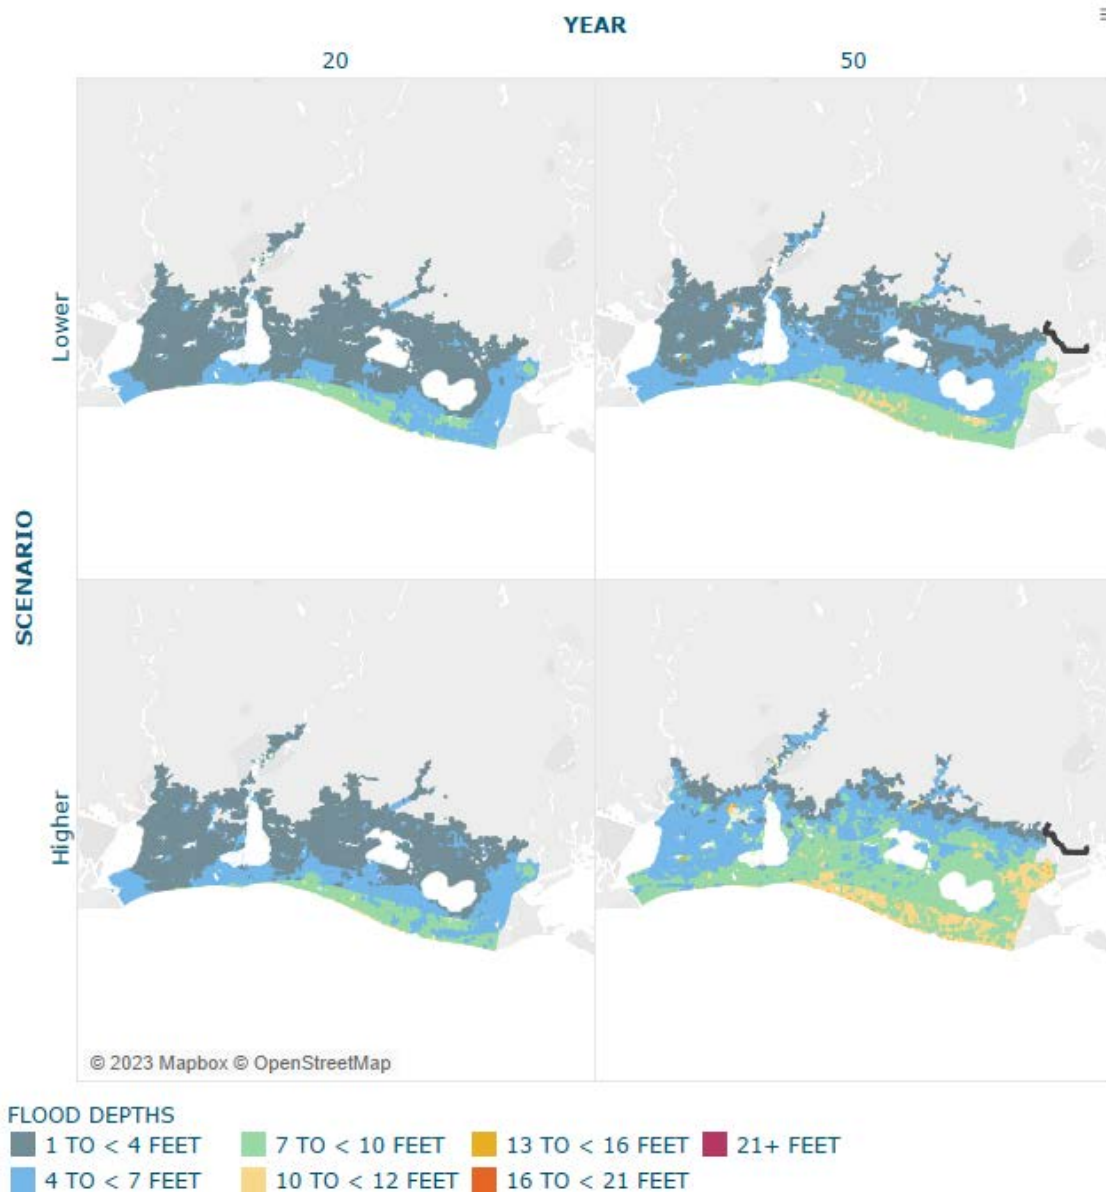 YEAR
20
50
SCENARIO
Lower
Higher
© 2023 Mapbox © OpenStreetMap
FLOOD DEPTHS
1 TO < 4 FEET
7 TO < 10 FEET
13 TO < 16 FEET
21+ FEET
4 TO < 7 FEET
10 TO < 12 FEET
16 TO < 21 FEET